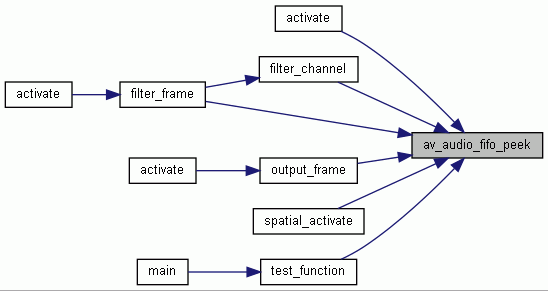 activate
filter_channel
activate
filter_frame
av_audio_fifo_peek
activate
output_frame
spatial_activate
main
test_function